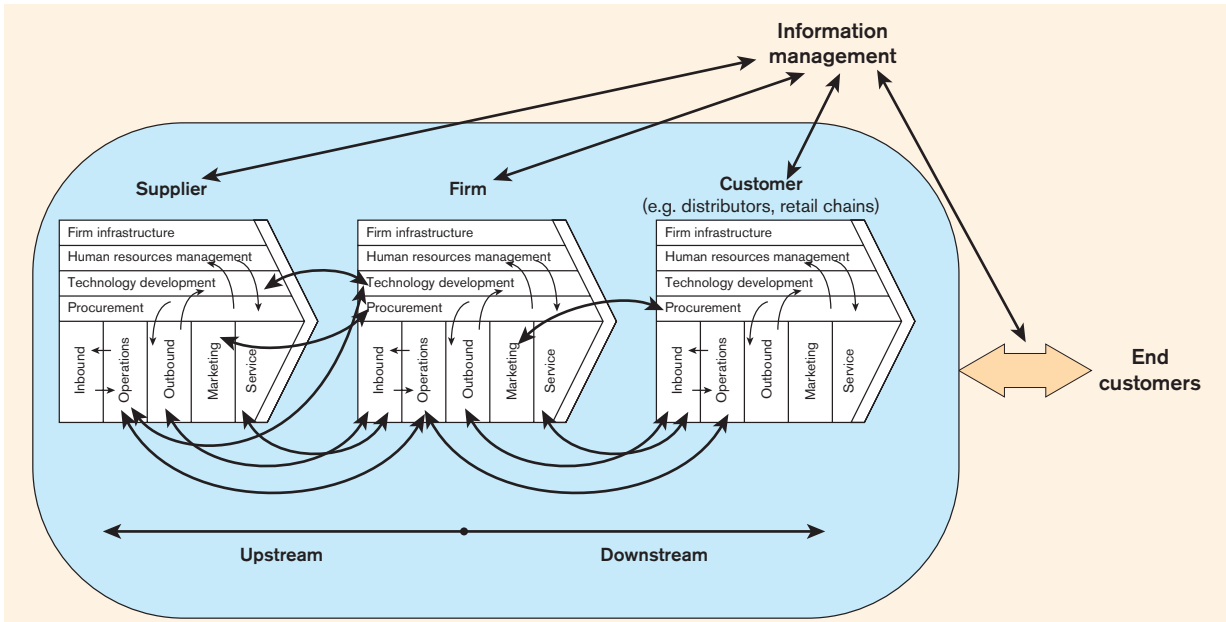 Information
management
Supplier
Firm
Customer
(e.g. distributors, retail chains)
Firm infrastructure
Human resources management
Technology development
Procurement
Inbound
Operations
Outbound
Marketing
Service
Firm infrastructure
Human resources management
Technology development
Procurement
Inbound
Operations
Outbound
Marketing
Service
Firm infrastructure
Human resources management
Technology development
Procurement
Inbound
Operations
Outbound
Marketing
Service
End
customers
Upstream
Downstream